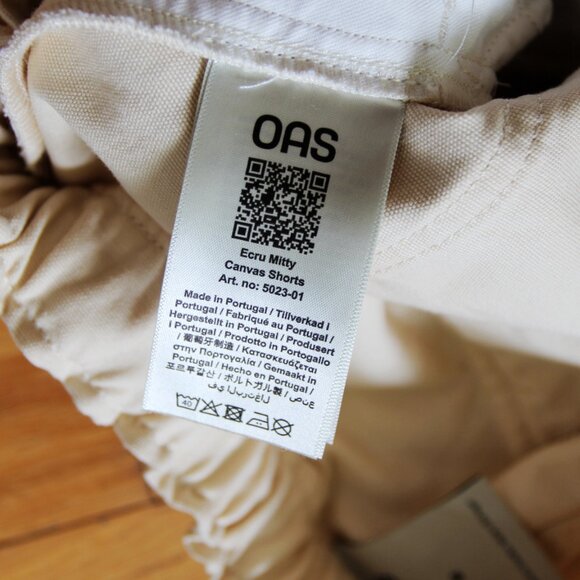 OAS
Ecru Mitty
Canvas Shorts
Art. no: 5023-01
Made in Portugal / Tillverkad i
Portugal / Fabriqué au Portugal /
Hergestellt in Portugal / Produsert
i Portugal / Prodotto in Portogallo
/ 葡萄牙制造 / Κατασκευάζεται
στην Πορτογαλία / Gemaakt in
Portugal / Hecho en Portugal /
포르투갈산 / ポルトガル製 / صنع
في البرتغال
40